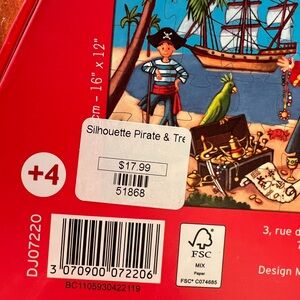 cm - 16" x 12"
Silhouette Pirate & Tre
$17.99
51868
+4
DJ07220
3 070900 072206
BC1105930422119
FSC
MIX
Paper
FSC* C074685
3, rue d
Design M